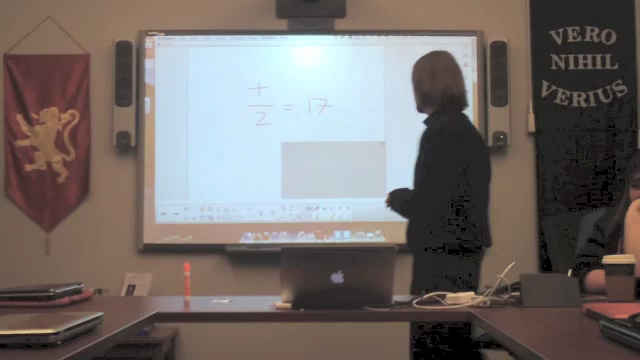 t
2
= 17
VERO
NIHIL
VERIUS